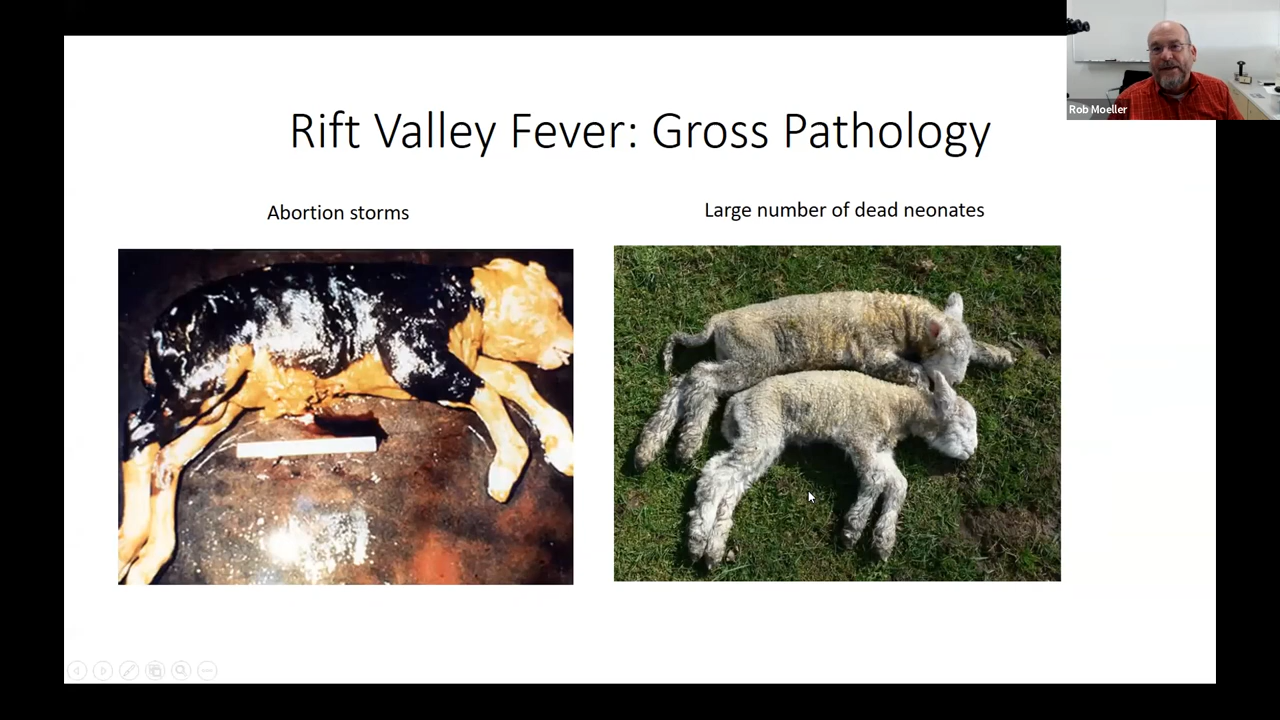 Rob Moeller
Rift Valley Fever: Gross Pathology
Abortion storms
Large number of dead neonates